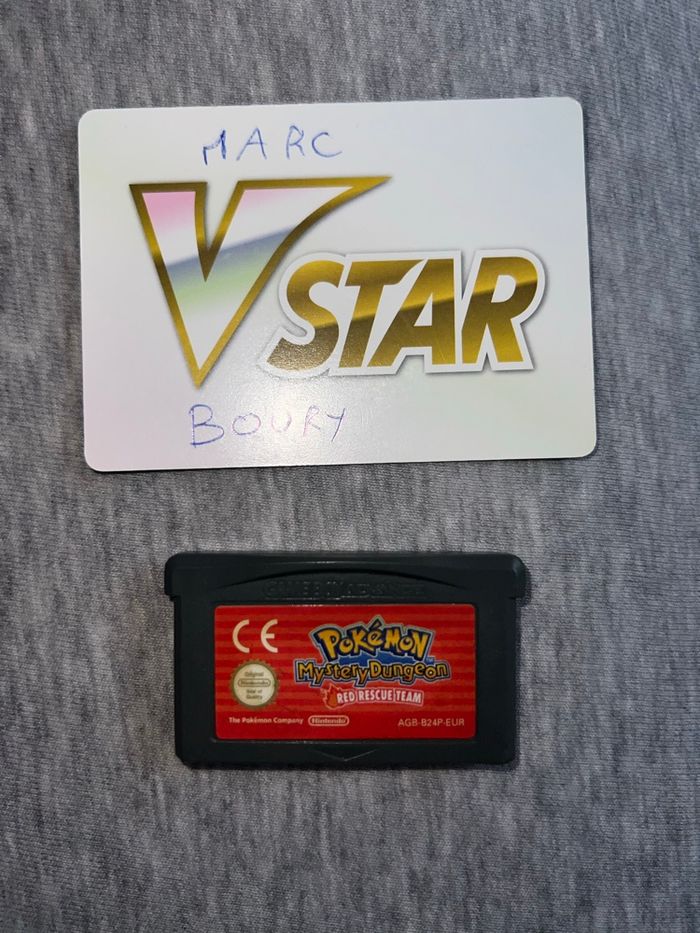 MARC
V STAR
BOURY
GAME BOY ADVANCE
CE
POKÉMON
Mystery Dungeon™
RED RESCUE TEAM
Original
Nintendo
Seal of
Quality
The Pokémon Company Nintendo AGB-B24P-EUR